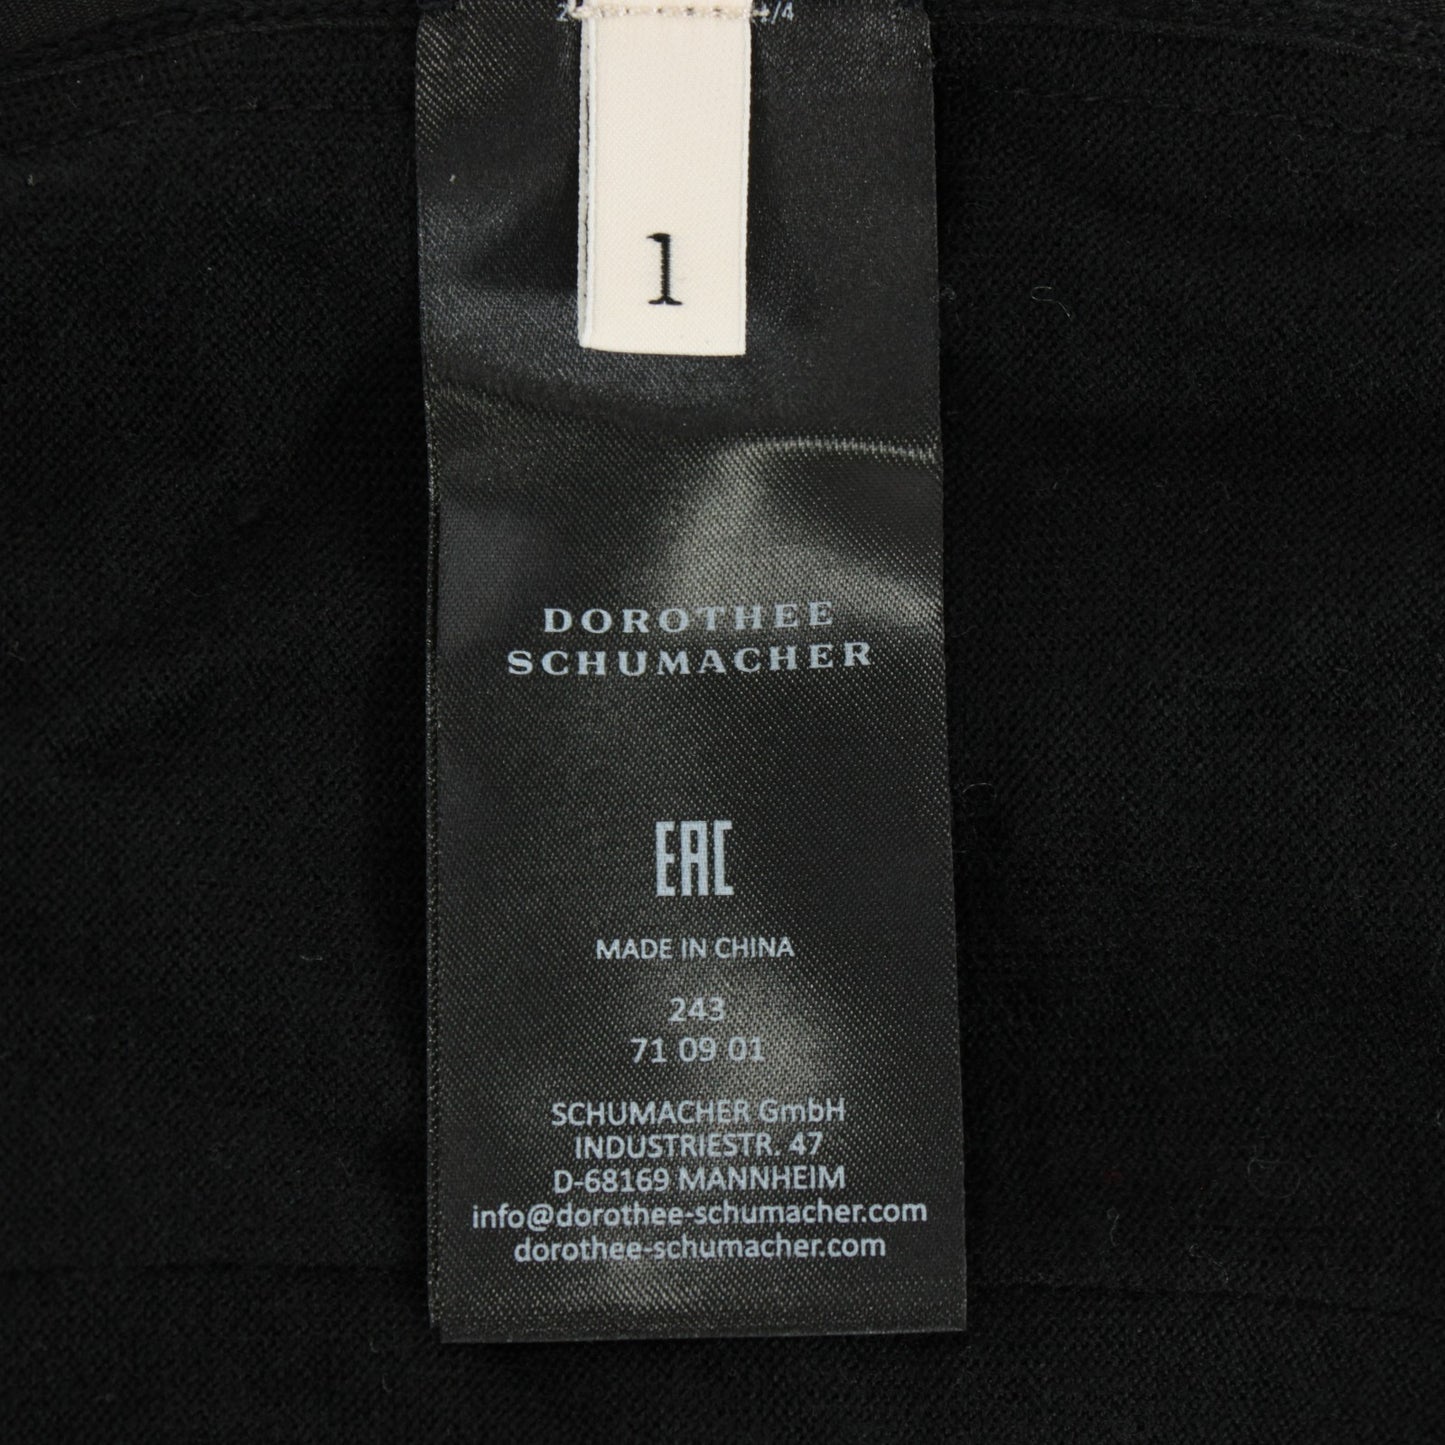 1
DOROTHEE
SCHUMACHER
EAC
MADE IN CHINA
243
71 09 01
SCHUMACHER GmbH
INDUSTRIESTR. 47
D-68169 MANNHEIM
info@dorothee-schumacher.com
dorothee-schumacher.com